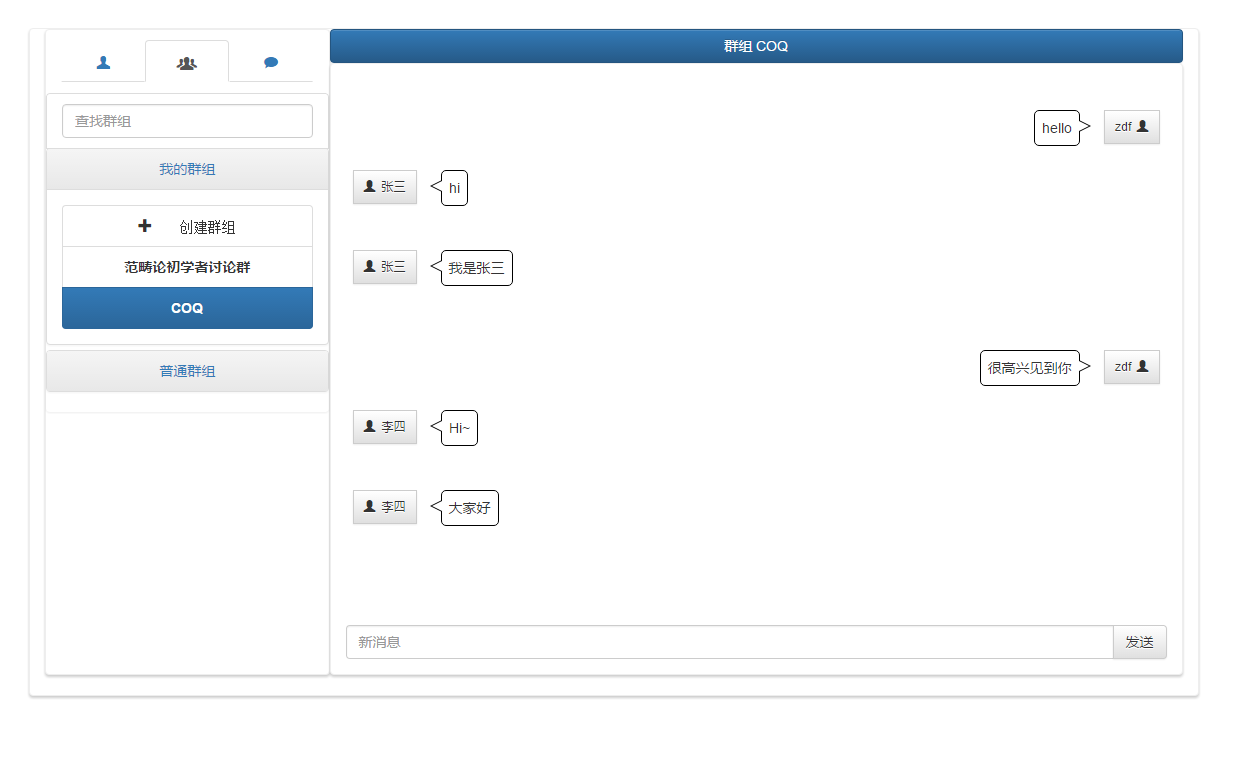 查找群组
我的群组
创建群组
范畴论初学者讨论群
COQ
普通群组
群组 COQ
hello zdf
张三 hi
张三 我是张三
很高兴见到你 zdf
李四 Hi~
李四 大家好
新消息 发送